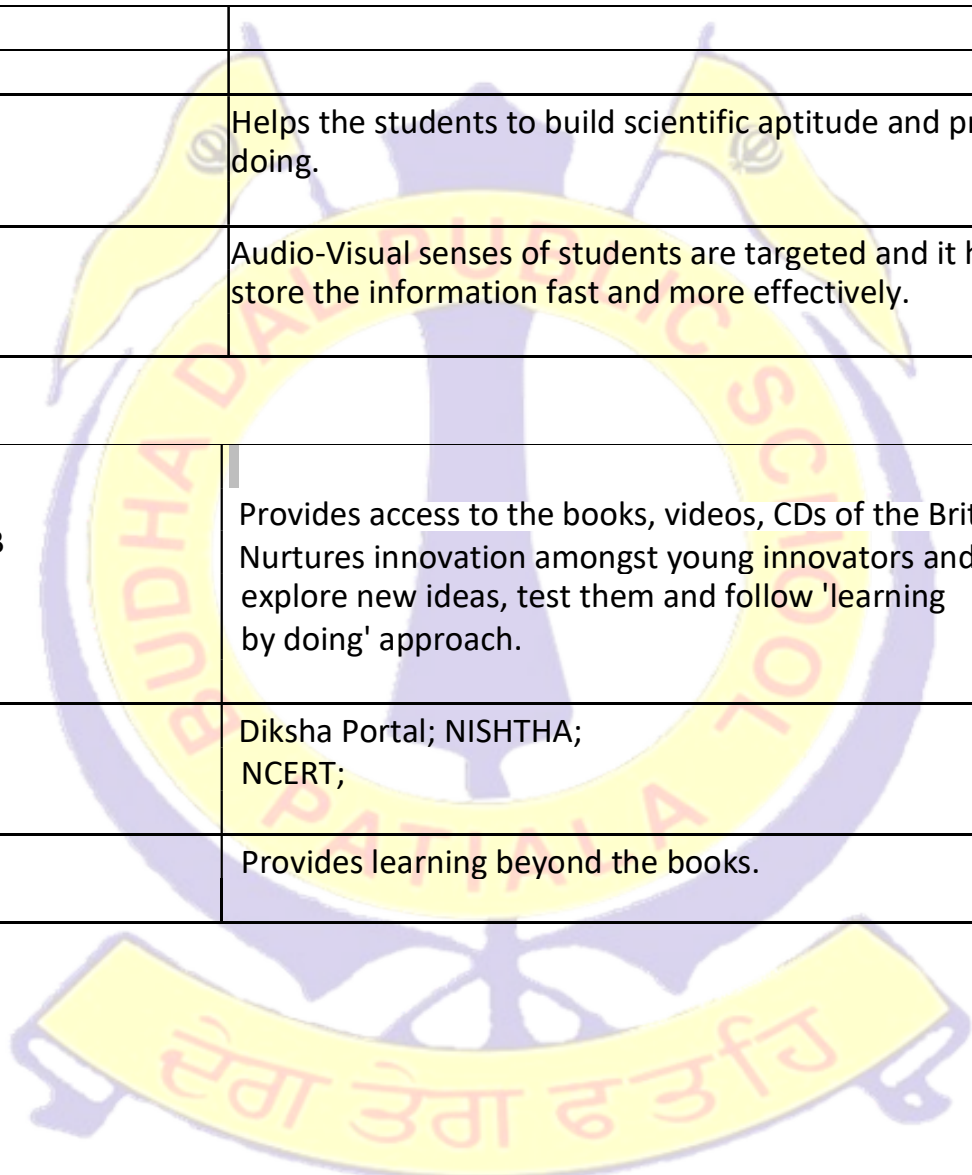 Helps the students to build scientific aptitude and
doing.
Audio-Visual senses of students are targeted and it
store the information fast and more effectively.
B
Provides access to the books, videos, CDs of the
Nurtures innovation amongst young innovators and
explore new ideas, test them and follow 'learning
by doing' approach.
Diksha Portal; NISHTHA;
NCERT;
Provides learning beyond the books.
BUDHA DAL PUBLIC SCHOOL
PATIALA
ਦੇਗ ਤੇਗ ਫਤਹਿ